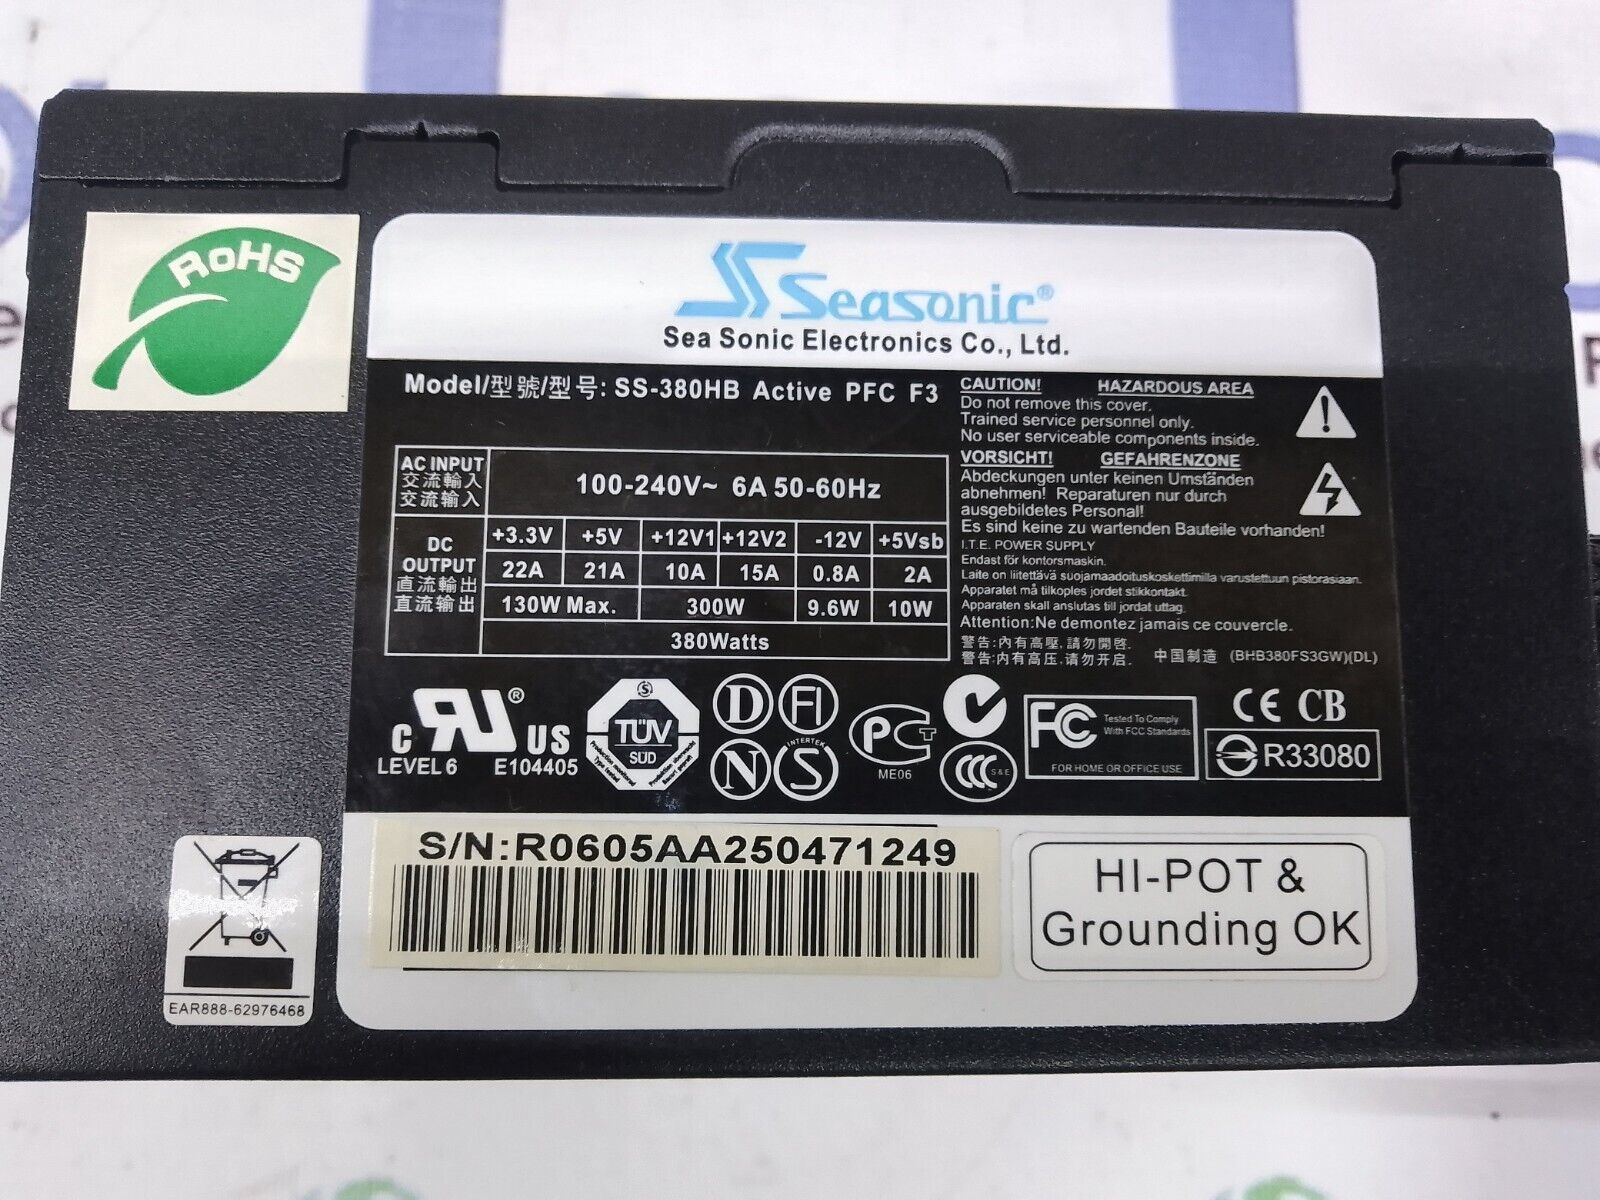 RoHS
Seasonic®
Sea Sonic Electronics Co., Ltd.
Model/型號/型号: SS-380HB Active PFC F3
AC INPUT
交流輸入
交流输入
100-240V~ 6A 50-60Hz
DC
OUTPUT
直流輸出
直流输出
+3.3V +5V +12V1 +12V2 -12V +5Vsb
22A 21A 10A 15A 0.8A 2A
130W Max. 300W 9.6W 10W
380Watts
CAUTION! HAZARDOUS AREA
Do not remove this cover.
Trained service personnel only.
No user serviceable components inside.
VORSICHT! GEFAHRENZONE
Abdeckungen unter keinen Umständen
abnehmen! Reparaturen nur durch
ausgebildetes Personal!
Es sind keine zu wartenden Bauteile vorhanden!
I.T.E. POWER SUPPLY
Endast för kontorsmaskin.
Laite on liitettävä suojamaadoituskoskettimilla varustettuun pistorasiaan.
Apparatet må tilkoples jordet stikkontakt.
Apparaten skall anslutas till jordat uttag.
Attention:Ne demontez jamais ce couvercle.
警告:內有高壓,請勿開啓.
警告:内有高压,请勿开启. 中国制造 (BHB380FS3GW)(DL)
C RU® US
LEVEL 6 E104405
TÜV
SÜD
D FI
N S
INTERTEK
PCT
ME06
CCC S&E
FC Tested To Comply
With FCC Standards
FOR HOME OR OFFICE USE
CE CB
R33080
S/N:R0605AA250471249
HI-POT &
Grounding OK
EAR888-62976468